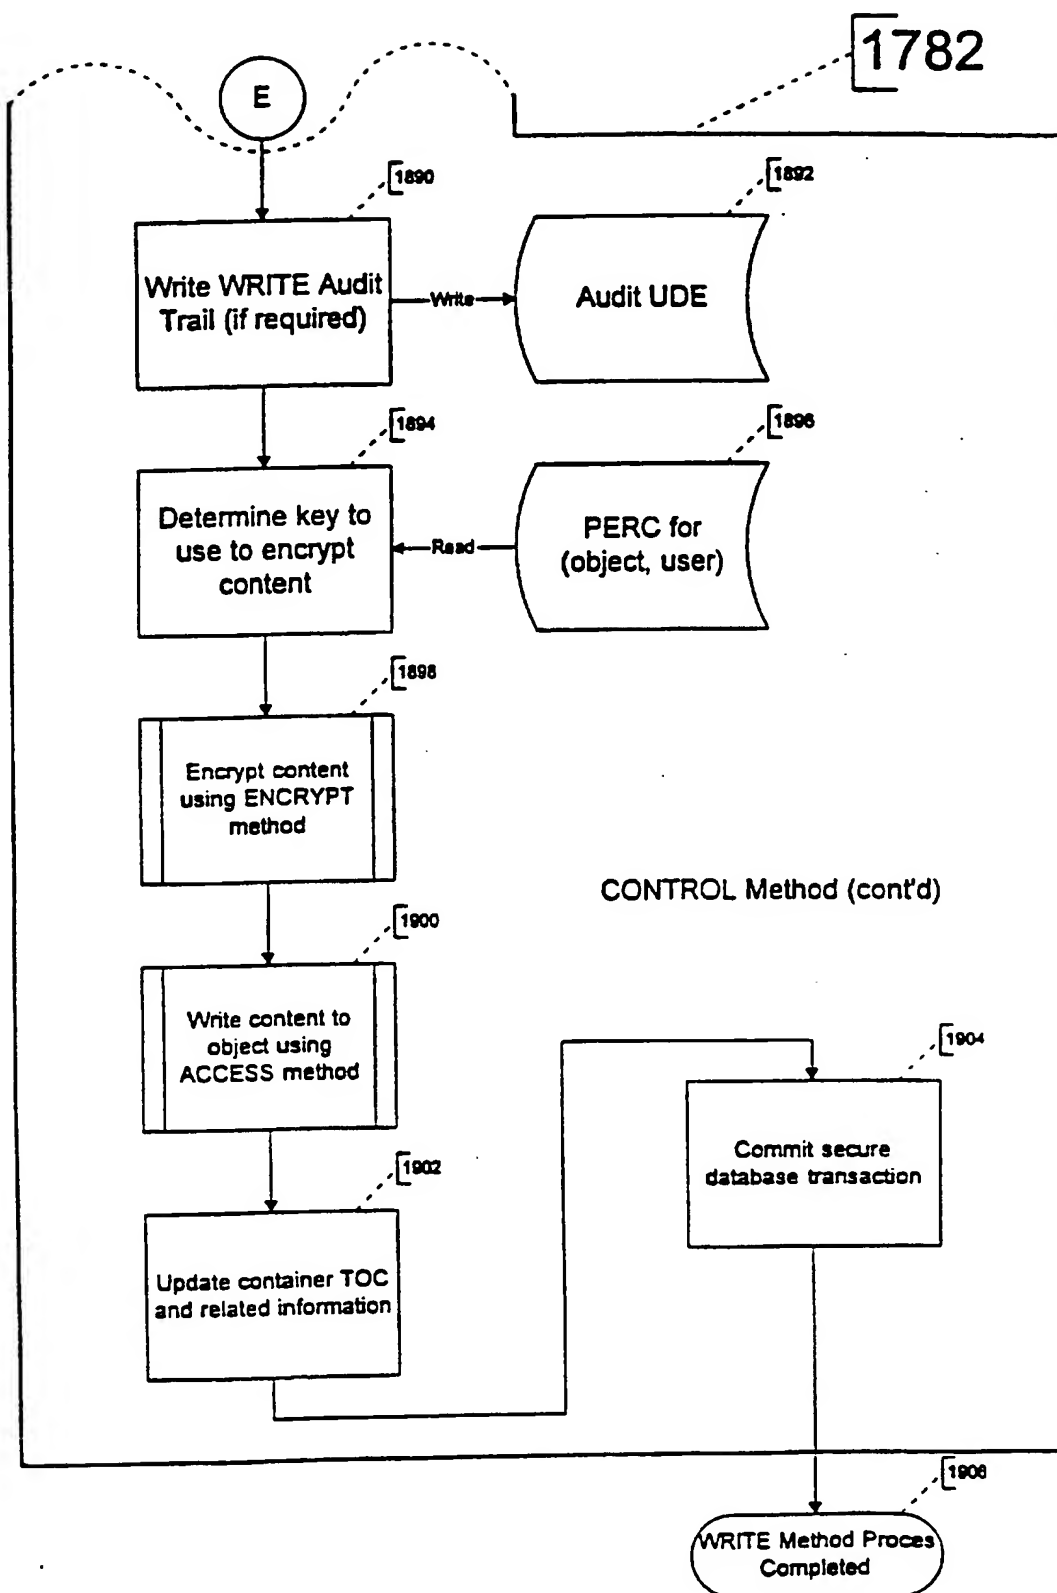 1782
E
1890
1892
Write WRITE Audit
Trail (if required)
Write
Audit UDE
1894
1896
Determine key to
use to encrypt
content
Read
PERC for
(object, user)
1898
Encrypt content
using ENCRYPT
method
CONTROL Method (cont'd)
1900
Write content to
object using
ACCESS method
1904
Commit secure
database transaction
1902
Update container TOC
and related information
1906
WRITE Method Proces
Completed